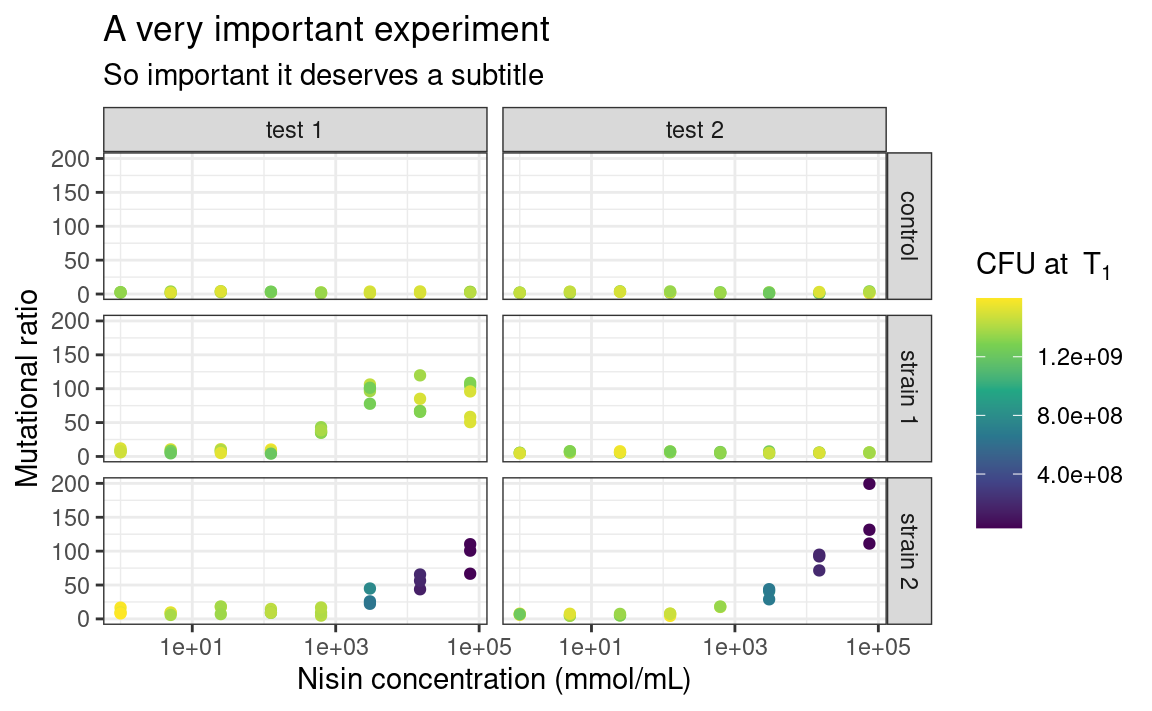 A very important experiment
So important it deserves a subtitle
test 1
test 2
200
150
100
50
0
control
200
150
100
50
0
strain 1
200
150
100
50
0
strain 2
Mutational ratio
1e+01
1e+03
1e+05
1e+01
1e+03
1e+05
Nisin concentration (mmol/mL)
CFU at T₁
1.2e+09
8.0e+08
4.0e+08